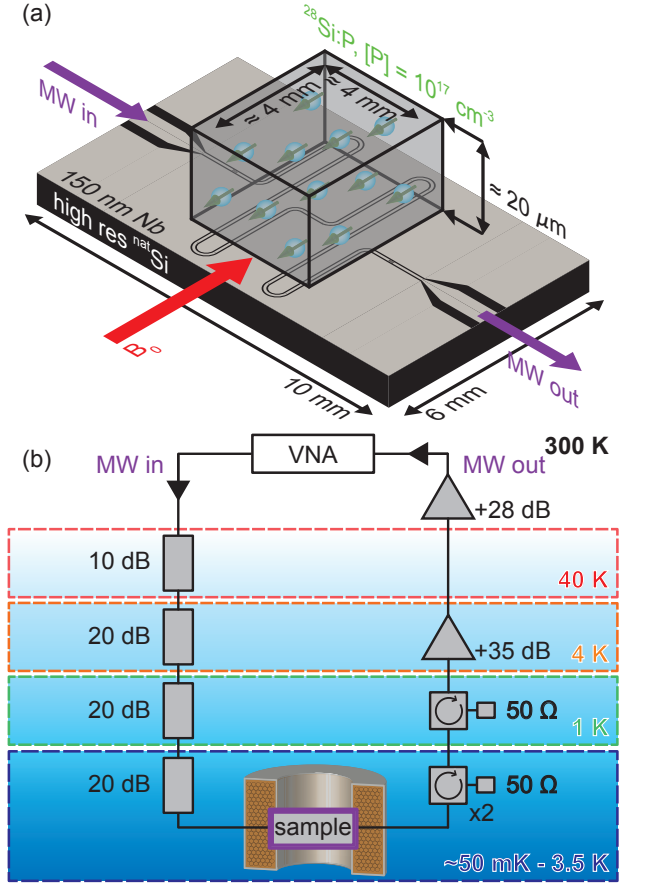 (a)
²⁸Si:P, [P] = 10¹⁷ cm⁻³
MW in
≈ 4 mm
≈ 4 mm
≈ 20 µm
150 nm Nb
high res ⁿᵃᵗSi
B₀
10 mm
6 mm
MW out
(b)
MW in
VNA
MW out
300 K
+28 dB
10 dB
40 K
20 dB
+35 dB
4 K
20 dB
50 Ω
1 K
20 dB
50 Ω
x2
sample
~50 mK - 3.5 K